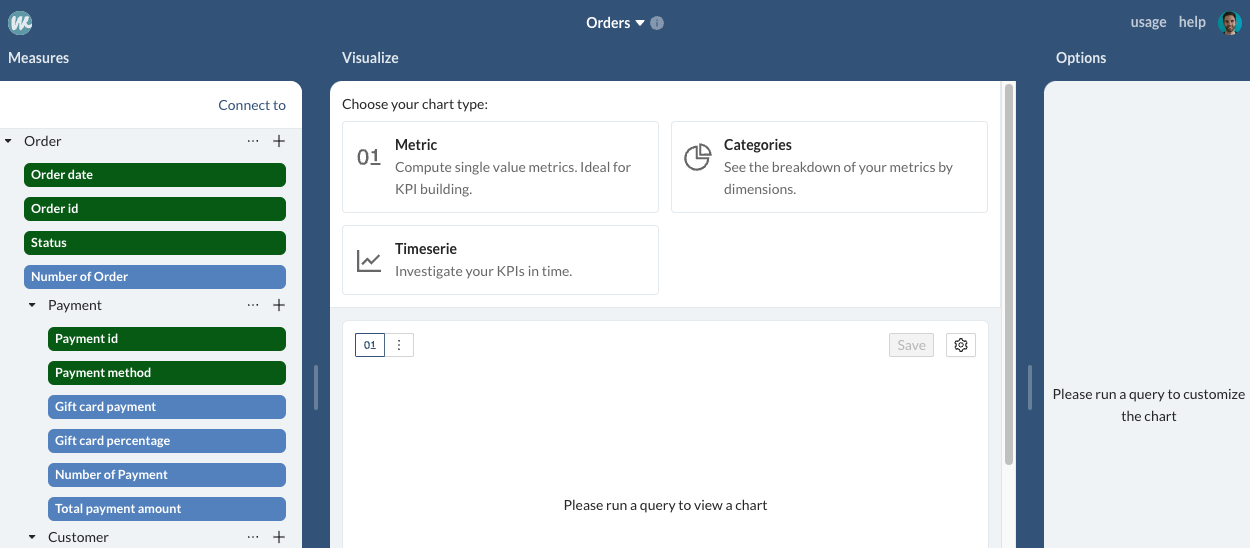 Orders
usage
help
Measures
Visualize
Options
Connect to
Order
Order date
Order id
Status
Number of Order
Payment
Payment id
Payment method
Gift card payment
Gift card percentage
Number of Payment
Total payment amount
Customer
Choose your chart type:
01
Metric
Compute single value metrics. Ideal for
KPI building.
Categories
See the breakdown of your metrics by
dimensions.
Timeserie
Investigate your KPIs in time.
01
Save
Please run a query to view a chart
Please run a query to customize
the chart